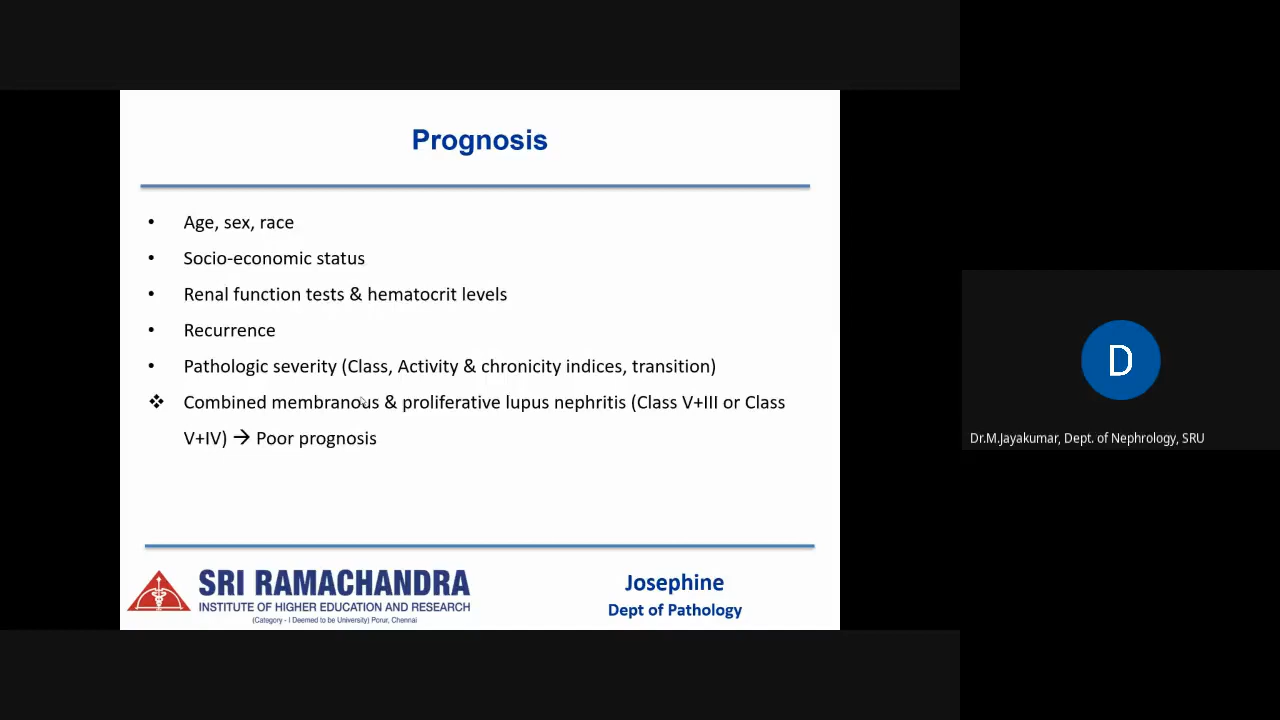 Prognosis
• Age, sex, race
• Socio-economic status
• Renal function tests & hematocrit levels
• Recurrence
• Pathologic severity (Class, Activity & chronicity indices, transition)
❖ Combined membranous & proliferative lupus nephritis (Class V+III or Class
V+IV) → Poor prognosis
SRI RAMACHANDRA
INSTITUTE OF HIGHER EDUCATION AND RESEARCH
(Category - I Deemed to be University) Porur, Chennai
Josephine
Dept of Pathology
D
Dr.M.Jayakumar, Dept. of Nephrology, SRU